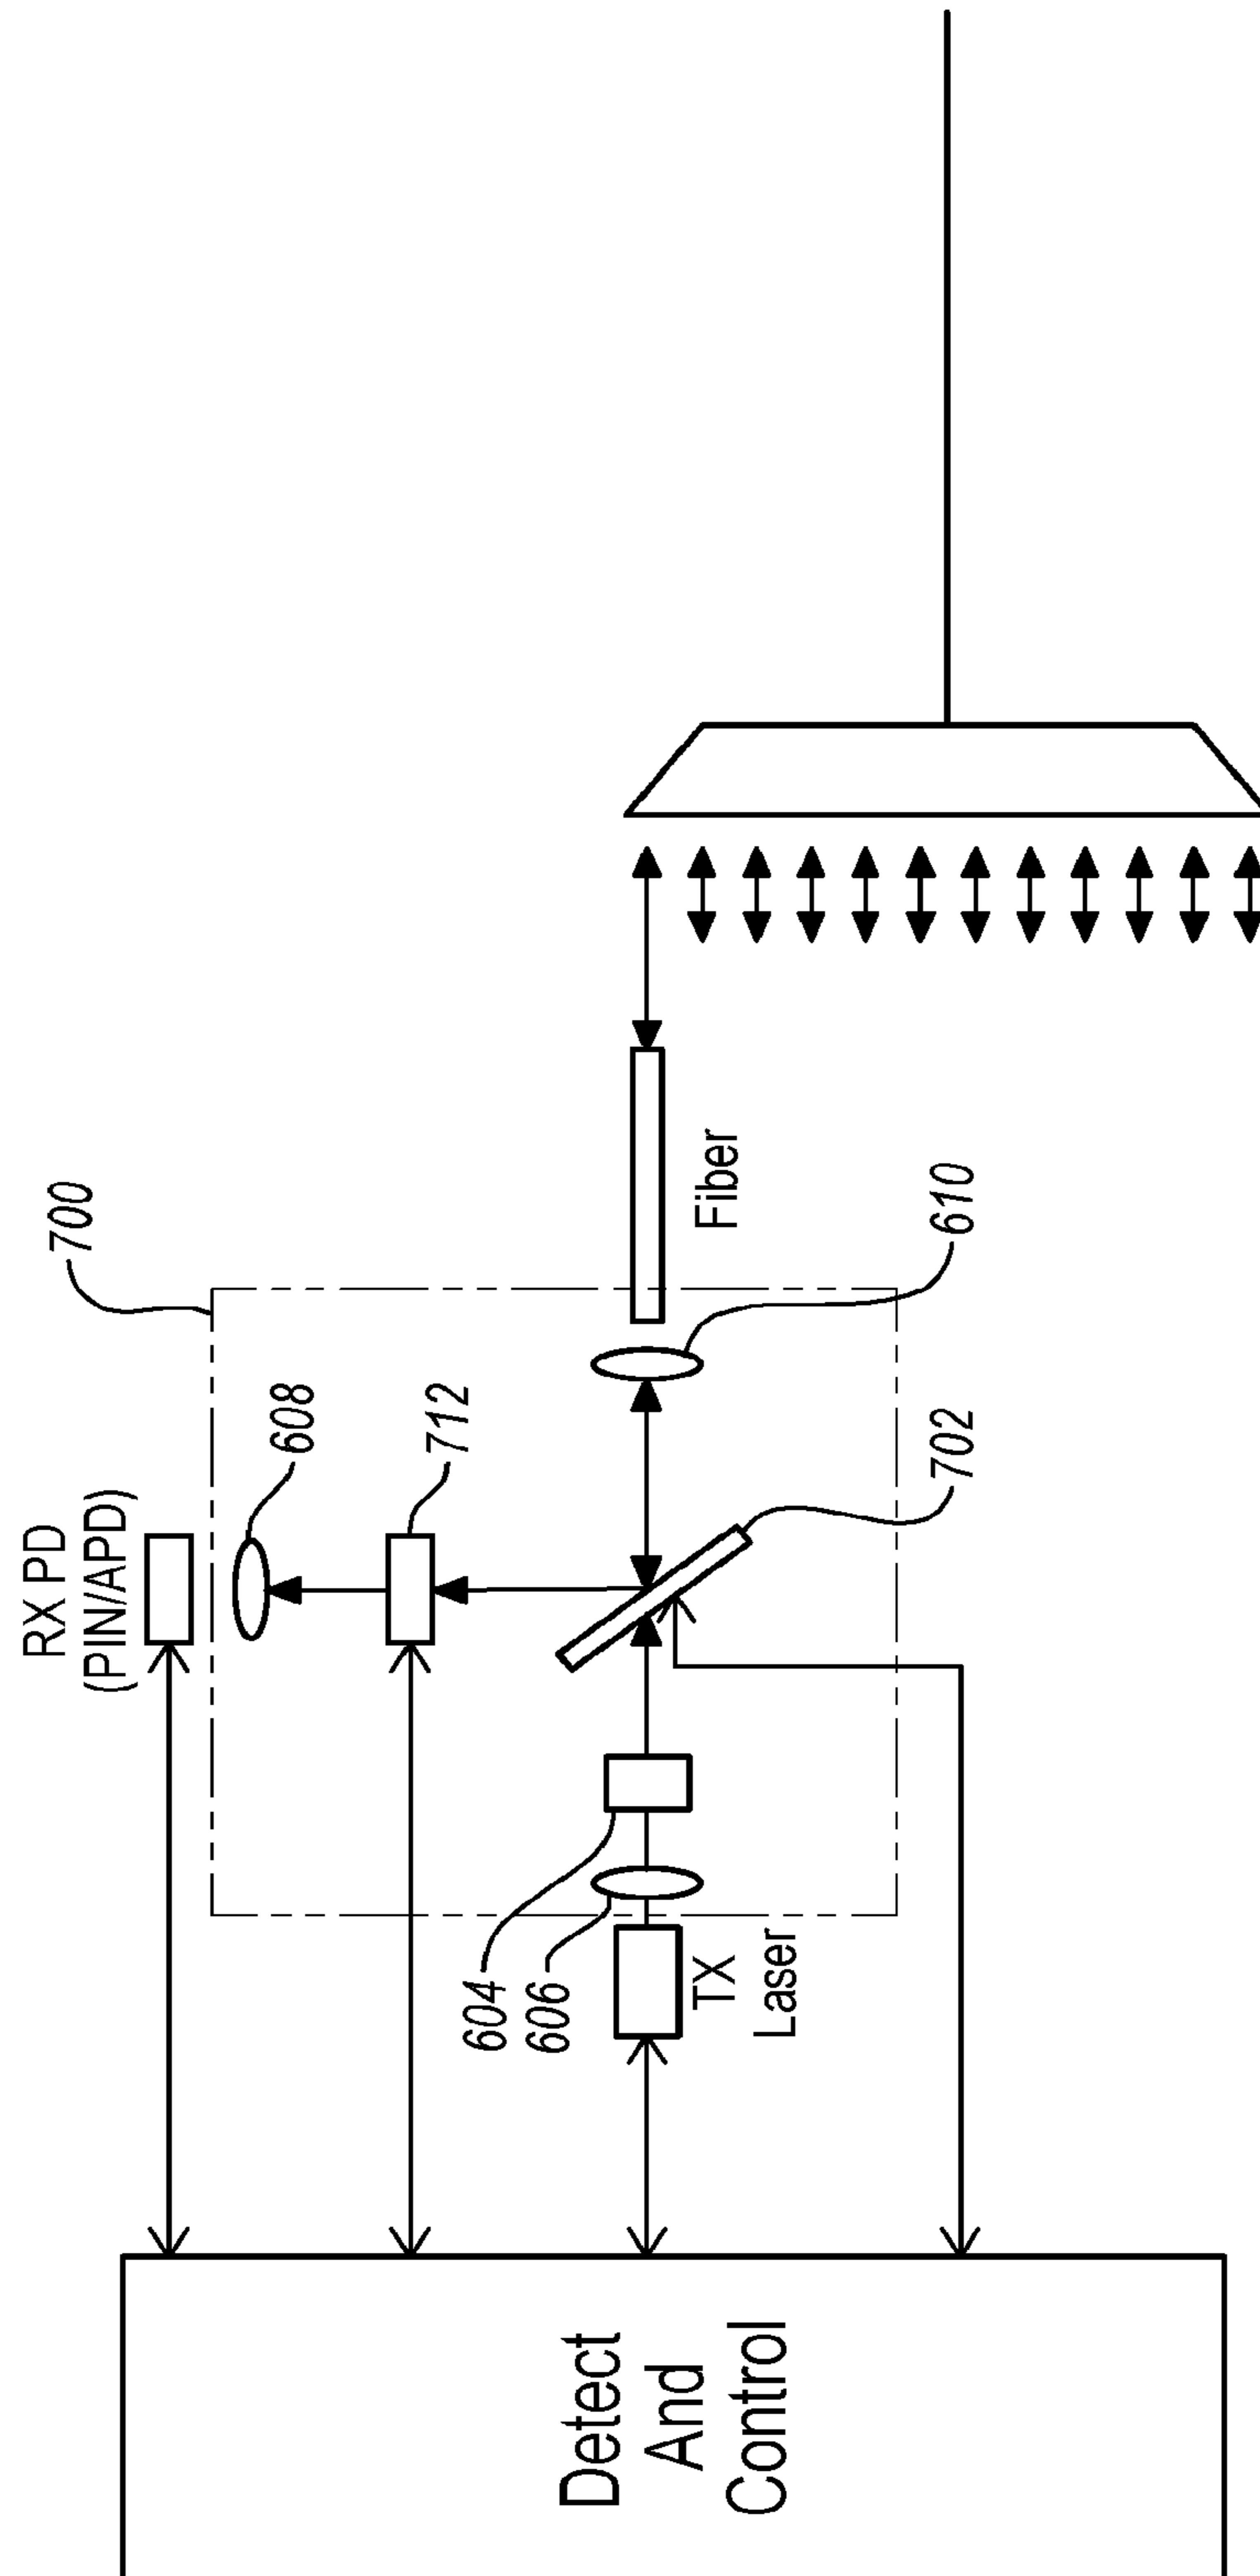 700
608
712
RX PD
(PIN/APD)
Fiber
610
702
604
606
TX
Laser
Detect
And
Control